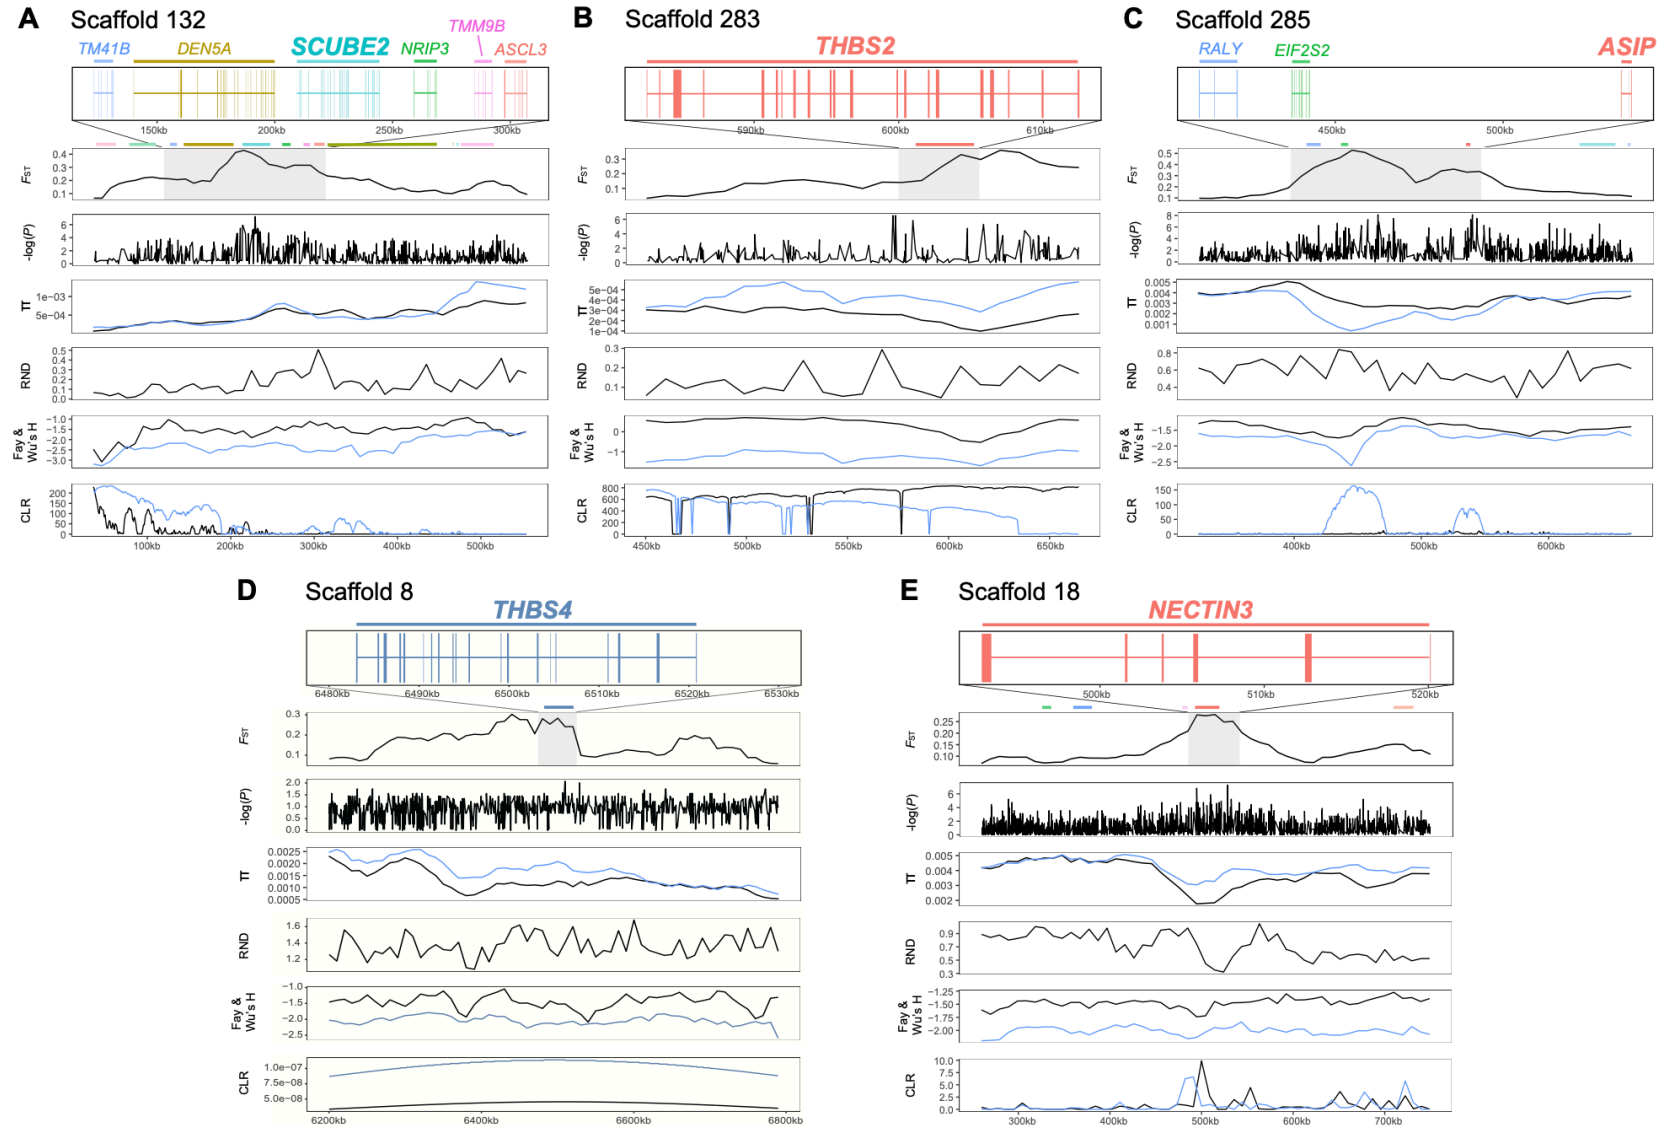 A Scaffold 132
TM41B DEN5A SCUBE2 NRIP3 TMM9B ASCL3
150kb 200kb 250kb 300kb
FST
0.4
0.3
0.2
0.1
-log(P)
6
4
2
0
π
1e−03
5e−04
RND
0.5
0.4
0.3
0.2
0.1
0.0
Fay &
Wu's H
−1.0
−1.5
−2.0
−2.5
−3.0
CLR
200
150
100
50
0
100kb 200kb 300kb 400kb 500kb
B Scaffold 283
THBS2
590kb 600kb 610kb
FST
0.3
0.2
0.1
-log(P)
6
4
2
0
π
5e−04
4e−04
3e−04
2e−04
1e−04
RND
0.3
0.2
0.1
Fay &
Wu's H
0
−1
CLR
800
600
400
200
0
450kb 500kb 550kb 600kb 650kb
C Scaffold 285
RALY EIF2S2 ASIP
450kb 500kb
FST
0.5
0.4
0.3
0.2
0.1
-log(P)
8
6
4
2
0
π
0.005
0.004
0.003
0.002
0.001
RND
0.8
0.6
0.4
Fay &
Wu's H
−1.5
−2.0
−2.5
CLR
150
100
50
0
400kb 500kb 600kb
D Scaffold 8
THBS4
6480kb 6490kb 6500kb 6510kb 6520kb 6530kb
FST
0.3
0.2
0.1
-log(P)
2.0
1.5
1.0
0.5
0.0
π
0.0025
0.0020
0.0015
0.0010
0.0005
RND
1.6
1.4
1.2
Fay &
Wu's H
−1.0
−1.5
−2.0
−2.5
CLR
1.0e−07
7.5e−08
5.0e−08
6200kb 6400kb 6600kb 6800kb
E Scaffold 18
NECTIN3
500kb 510kb 520kb
FST
0.25
0.20
0.15
0.10
-log(P)
6
4
2
0
π
0.005
0.004
0.003
0.002
RND
0.9
0.7
0.5
0.3
Fay &
Wu's H
−1.25
−1.50
−1.75
−2.00
CLR
10.0
7.5
5.0
2.5
0.0
300kb 400kb 500kb 600kb 700kb